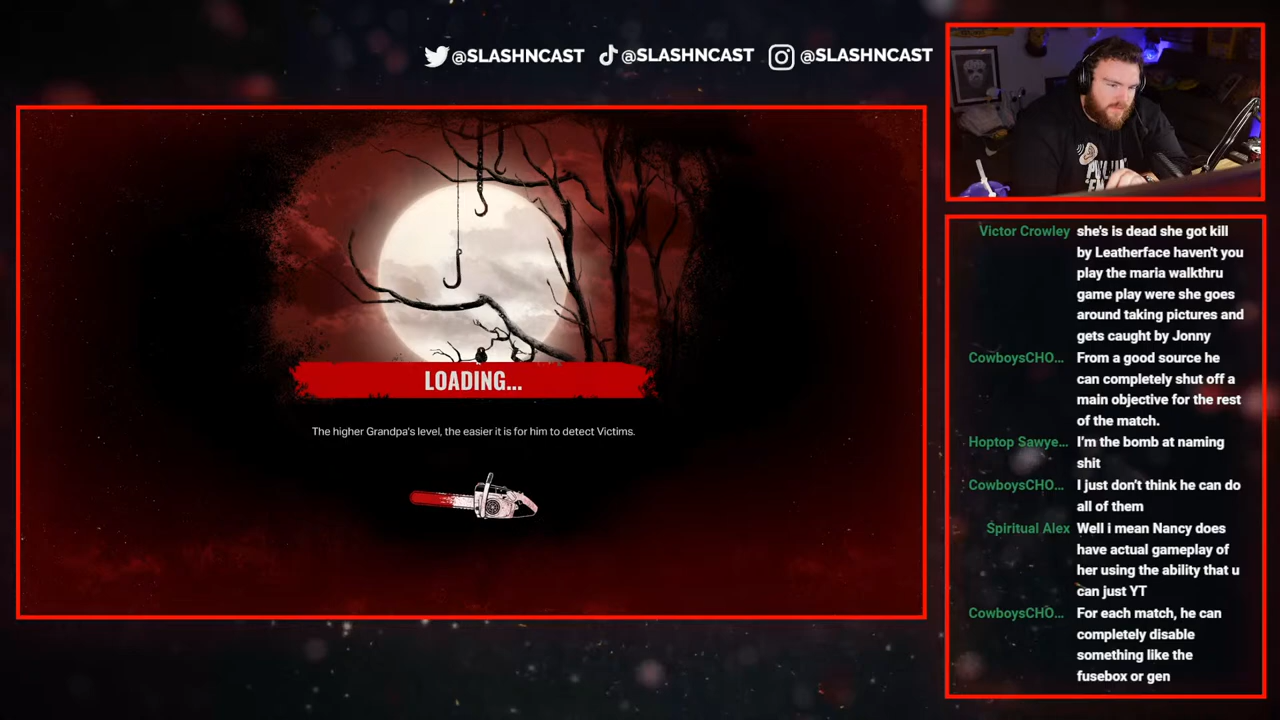 @SLASHNCAST @SLASHNCAST @SLASHNCAST
LOADING...
The higher Grandpa's level, the easier it is for him to detect Victims.
Victor Crowley she's is dead she got kill
by Leatherface haven't you
play the maria walkthru
game play were she goes
around taking pictures and
gets caught by Jonny
CowboysCHO... From a good source he
can completely shut off a
main objective for the rest
of the match.
Hoptop Sawye... I'm the bomb at naming
shit
CowboysCHO... I just don't think he can do
all of them
Spiritual Alex Well i mean Nancy does
have actual gameplay of
her using the ability that u
can just YT
CowboysCHO... For each match, he can
completely disable
something like the
fusebox or gen